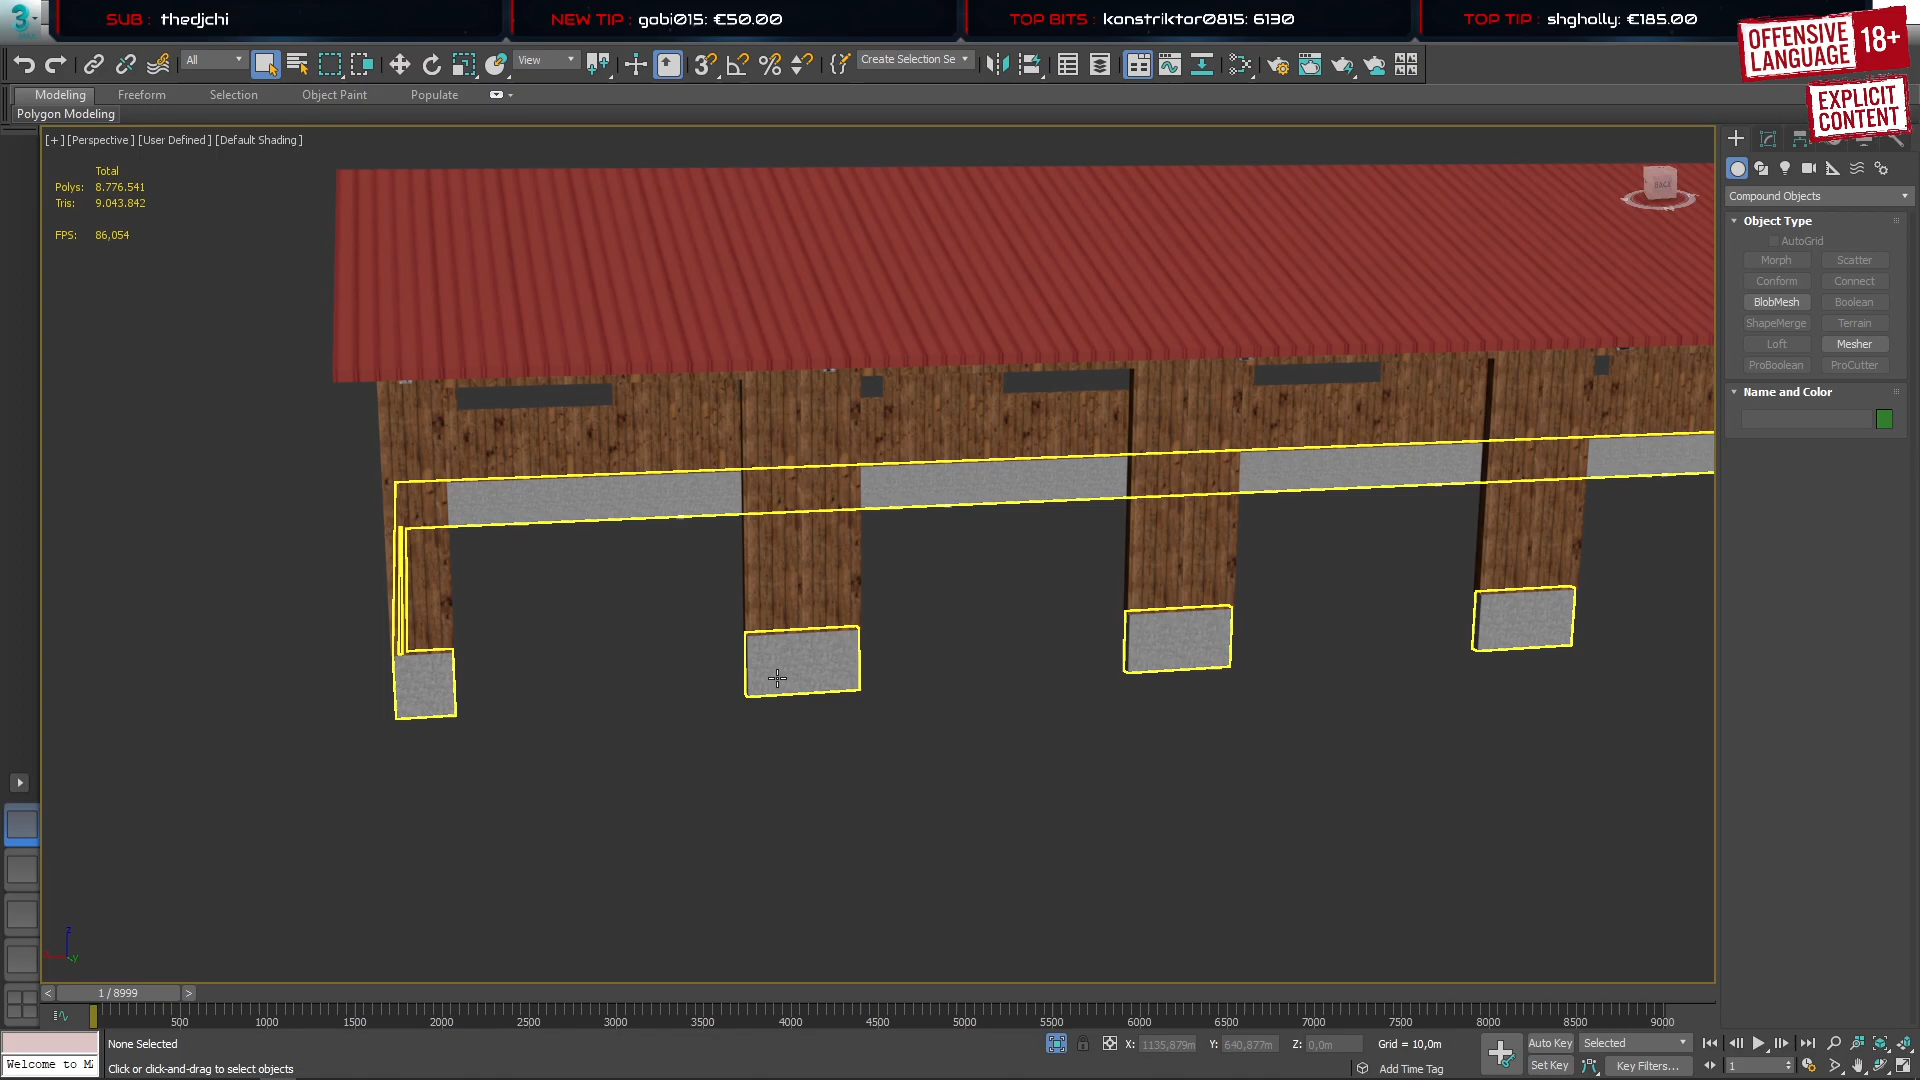 SUB : thedjchi
NEW TIP : gabi015: €50.00
TOP BITS : konstriktor0815: 6130
TOP TIP : shgholly: €185.00
OFFENSIVE
LANGUAGE
18+
EXPLICIT
CONTENT
All
View
Create Selection Se
Modeling
Freeform
Selection
Object Paint
Populate
Polygon Modeling
[+] [Perspective] [User Defined] [Default Shading]
Total
Polys: 8.776.541
Tris: 9.043.842
FPS: 86,054
BACK
Compound Objects
Object Type
AutoGrid
Morph
Scatter
Conform
Connect
BlobMesh
Boolean
ShapeMerge
Terrain
Loft
Mesher
ProBoolean
ProCutter
Name and Color
z
y
< 1 / 8999 >
500 1000 1500 2000 2500 3000 3500 4000 4500 5000 5500 6000 6500 7000 7500 8000 8500 9000
None Selected
X: 1135,879m Y: 640,877m Z: 0,0m Grid = 10,0m
Auto Key
Selected
Welcome to M
Click or click-and-drag to select objects
Add Time Tag
Set Key
Key Filters...
1